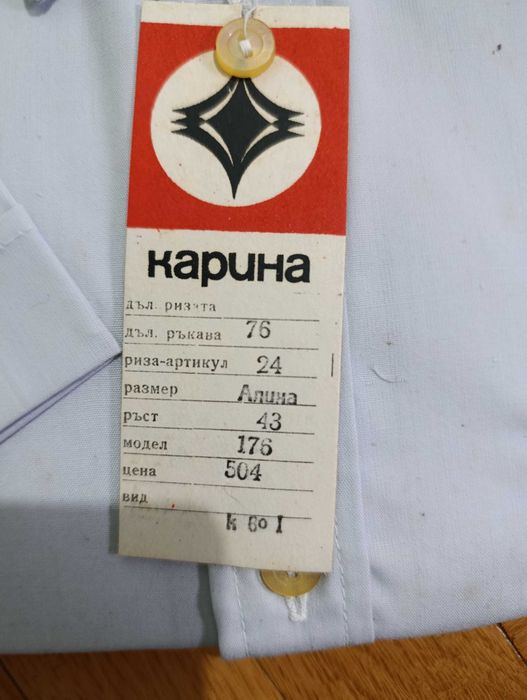 карина
дъл. ризата
дъл. ръкава 76
риза-артикул 24
размер Алина
ръст 43
модел 176
цена 504
вид
к 60 I